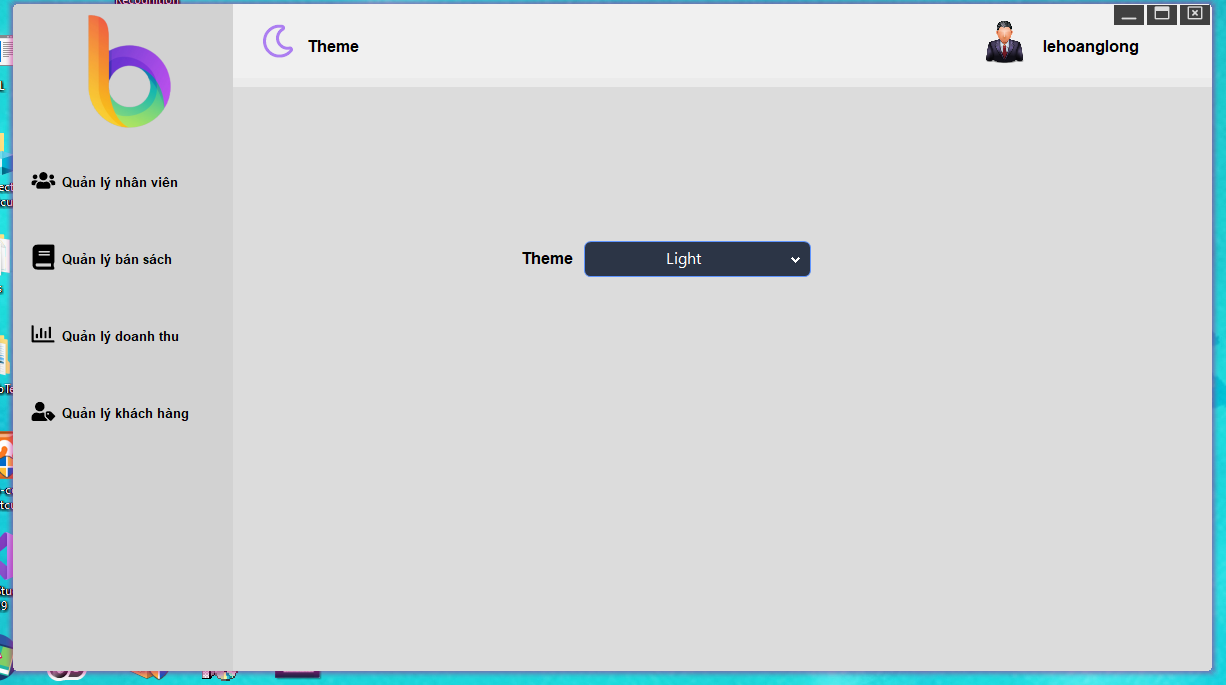 Theme
lehoanglong
Quản lý nhân viên
Quản lý bán sách
Quản lý doanh thu
Quản lý khách hàng
Theme
Light